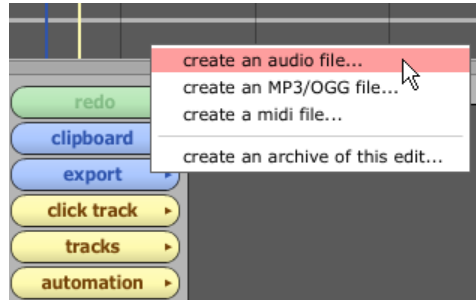 create an audio file...
create an MP3/OGG file...
create a midi file...
create an archive of this edit...
redo
clipboard
export
click track
tracks
automation